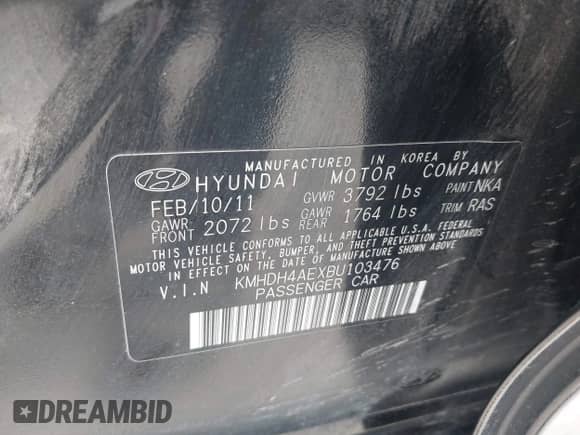 MANUFACTURED IN KOREA BY
HYUNDAI MOTOR COMPANY
FEB/10/11 GVWR 3792 lbs PAINT NKA
GAWR FRONT 2072 lbs GAWR REAR 1764 lbs TRIM RAS
THIS VEHICLE CONFORMS TO ALL APPLICABLE U.S.A. FEDERAL
MOTOR VEHICLE SAFETY, BUMPER, AND THEFT PREVENTION
STANDARDS IN EFFECT ON THE DATE OF MANUFACTURE SHOWN ABOVE.
V.I.N KMHDH4AEXBU103476
PASSENGER CAR
DREAMBID